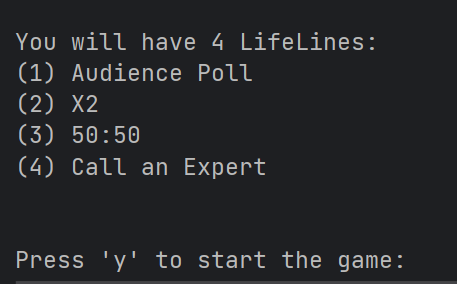 You will have 4 LifeLines:
(1) Audience Poll
(2) X2
(3) 50:50
(4) Call an Expert
Press 'y' to start the game: